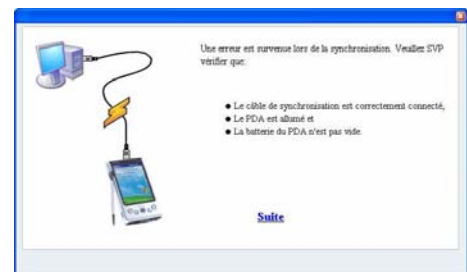 Une erreur est survenue lors de la synchronisation. Veuillez SVP
vérifier que:
● Le câble de synchronisation est correctement connecté,
● Le PDA est allumé et
● La batterie du PDA n'est pas vide.
Suite